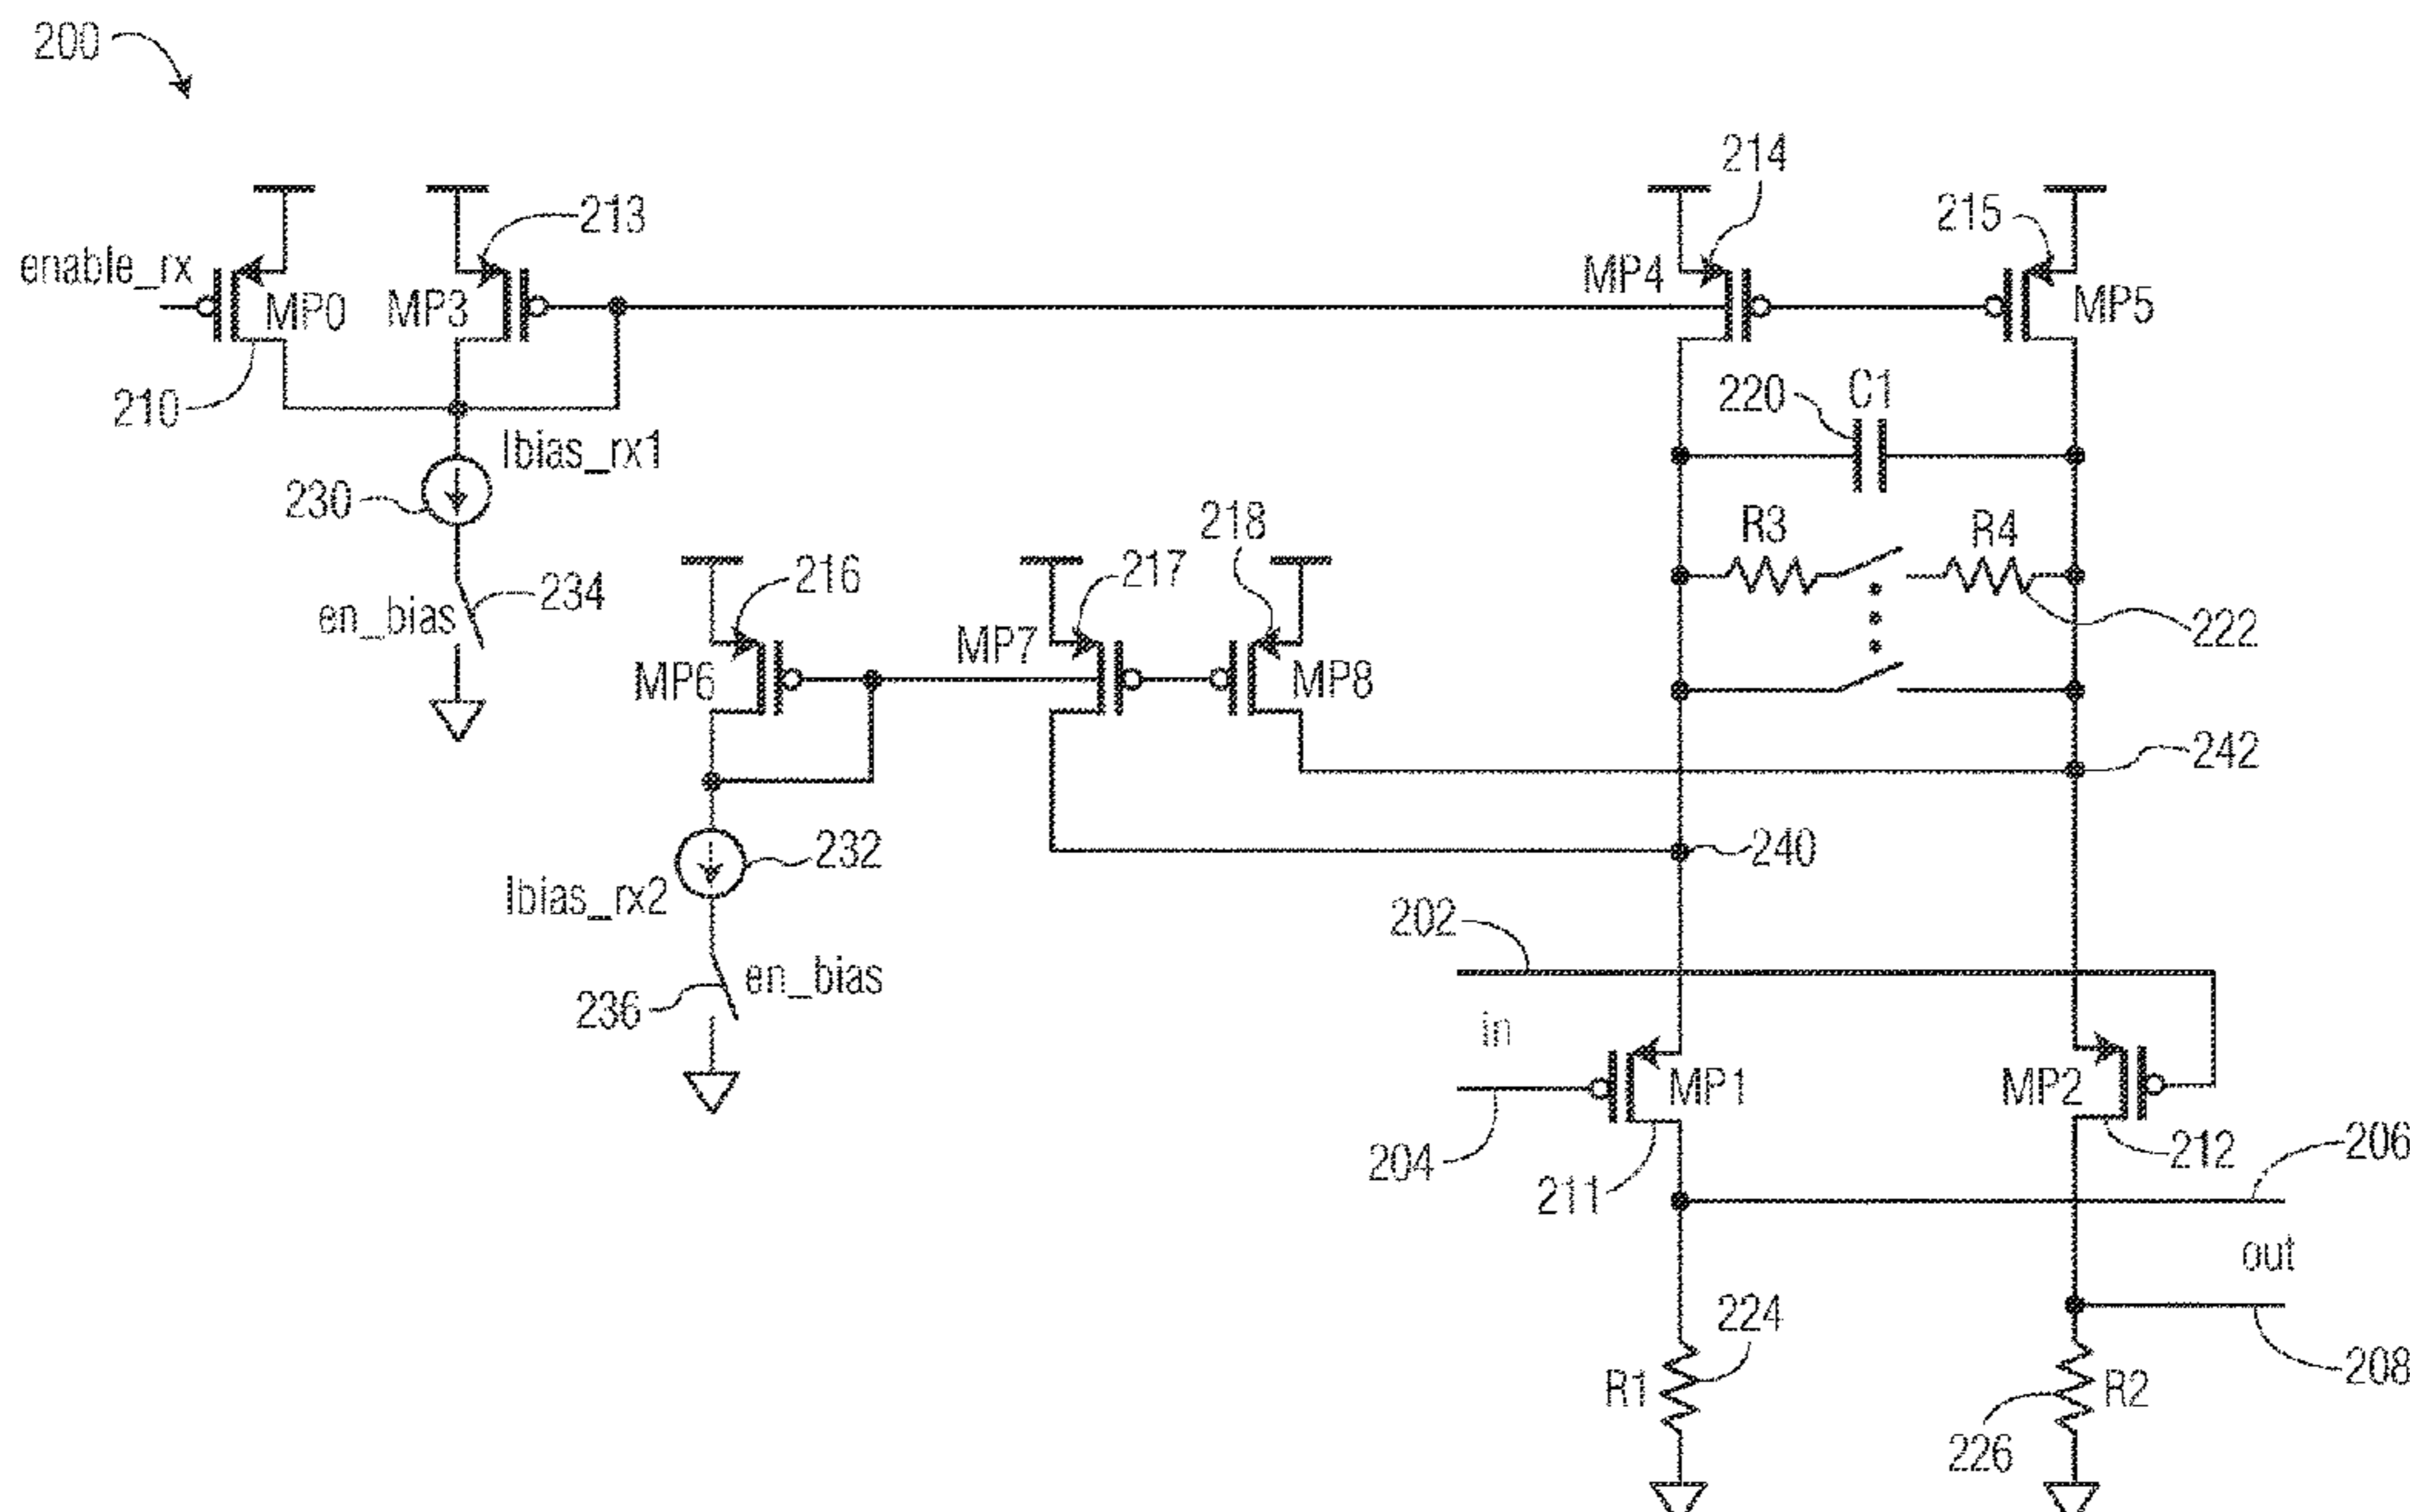 200
214
213
215
enable_rx
MP0
MP3
MP4
MP5
210
220
C1
Ibias_rx1
230
218
R3
R4
216
217
234
en_bias
222
MP6
MP7
MP8
242
232
240
Ibias_rx2
202
236
en_bias
in
MP1
MP2
204
211
212
206
out
224
R1
R2
208
226